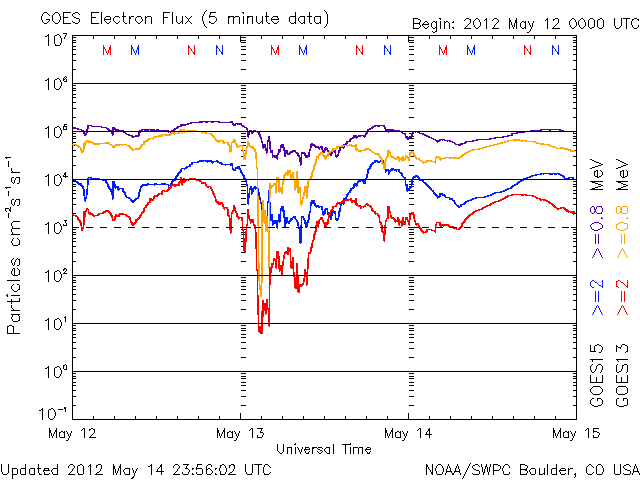 GOES Electron Flux (5 minute data)
Begin: 2012 May 12 0000 UTC
M M N N M M N N M M N N
10⁷
10⁶
10⁵
10⁴
10³
10²
10¹
10⁰
10⁻¹
Particles cm⁻²s⁻¹sr⁻¹
May 12 May 13 May 14 May 15
Universal Time
GOES15 >=2 >=0.8 MeV
GOES13 >=2 >=0.8 MeV
Updated 2012 May 14 23:56:02 UTC
NOAA/SWPC Boulder, CO USA